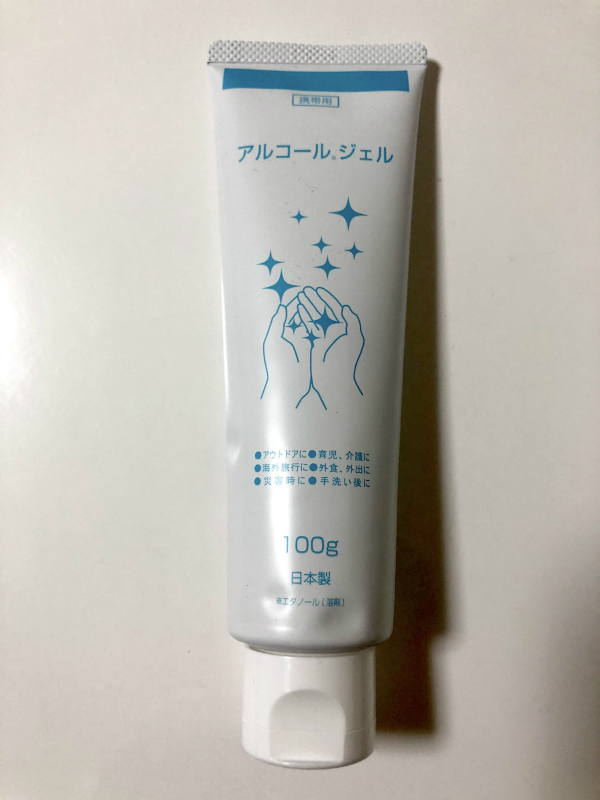 携帯用
アルコール※ジェル
●アウトドアに●育児、介護に
●海外旅行に●外食、外出に
●災害時に●手洗い後に
100g
日本製
※エタノール(溶剤)